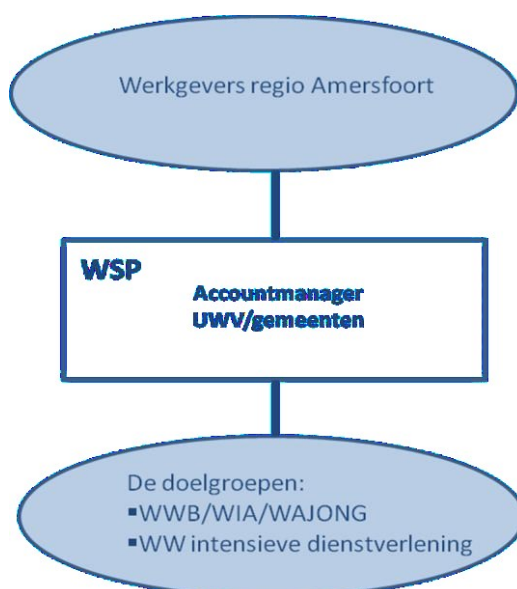 Werkgevers regio Amersfoort
WSP
Accountmanager
UWV/gemeenten
De doelgroepen:
▪WWB/WIA/WAJONG
▪WW intensieve dienstverlening